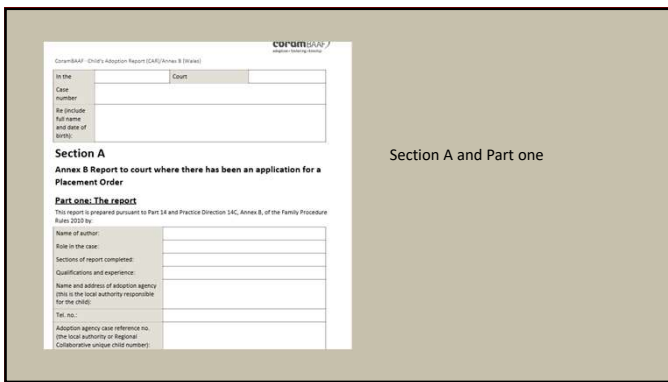 coramBAAF
adoption & fostering academy
CoramBAAF Child's Adoption Report (CAR)/Annex B (Wales)
In the Court
Case
number
Re (include
full name
and date of
birth):
Section A
Annex B Report to court where there has been an application for a
Placement Order
Part one: The report
This report is prepared pursuant to Part 14 and Practice Direction 14C, Annex B, of the Family Procedure
Rules 2010 by:
Name of author:
Role in the case:
Sections of report completed:
Qualifications and experience:
Name and address of adoption agency
(this is the local authority responsible
for the child):
Tel. no.:
Adoption agency case reference no.
(the local authority or Regional
Collaborative unique child number):
Section A and Part one